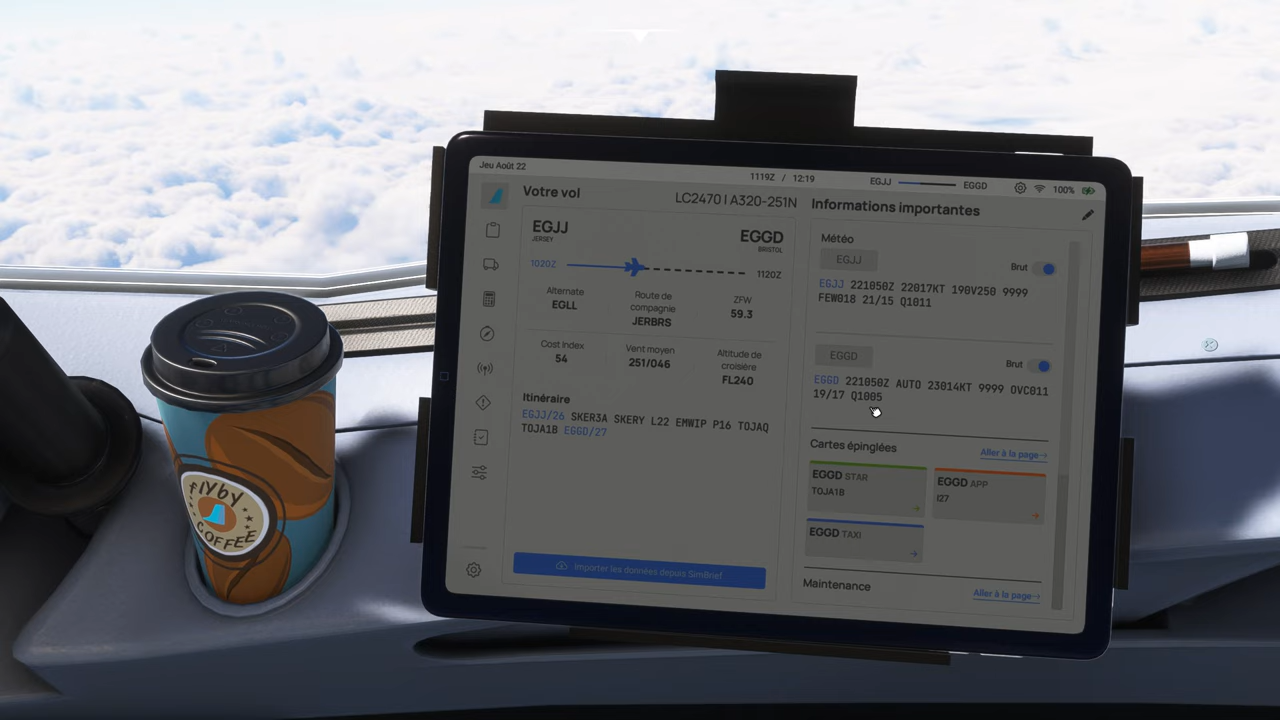 Jeu Août 22
1119Z / 12:19
EGJJ EGGD
100%
Votre vol
LC2470 | A320-251N
EGJJ
JERSEY
EGGD
BRISTOL
1020Z
1120Z
Alternate
EGLL
Route de
compagnie
JERBRS
ZFW
59.3
Cost Index
54
Vent moyen
251/046
Altitude de
croisière
FL240
Itinéraire
EGJJ/26 SKER3A SKERY L22 EMWIP P16 TOJAQ
TOJA1B EGGD/27
Importer les données depuis SimBrief
Informations importantes
Météo
EGJJ
Brut
EGJJ 221050Z 22017KT 190V250 9999
FEW018 21/15 Q1011
EGGD
Brut
EGGD 221050Z AUTO 23014KT 9999 OVC011
19/17 Q1005
Cartes épinglées
Aller à la page
EGGD STAR
TOJA1B
EGGD APP
I27
EGGD TAXI
Maintenance
Aller à la page
flyby
COFFEE